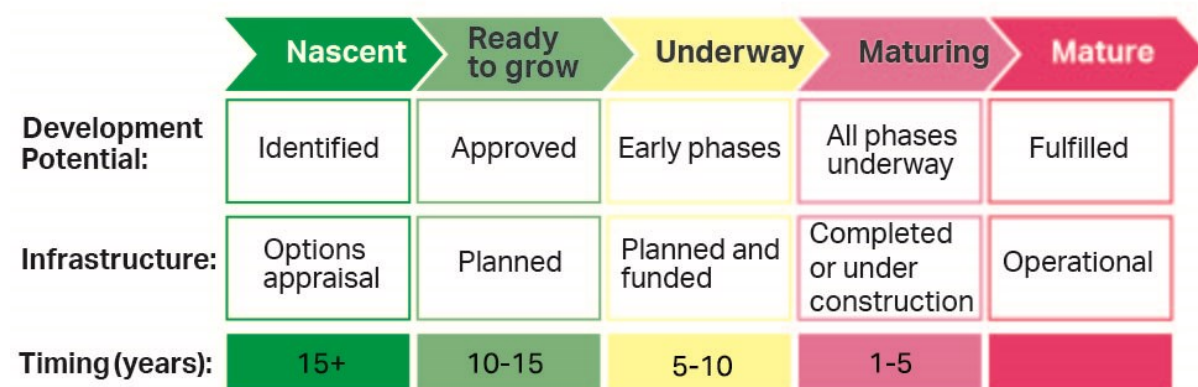 Nascent
Ready
to grow
Underway
Maturing
Mature
Development
Potential:
Identified
Approved
Early phases
All phases
underway
Fulfilled
Infrastructure:
Options
appraisal
Planned
Planned and
funded
Completed
or under
construction
Operational
Timing (years):
15+
10-15
5-10
1-5